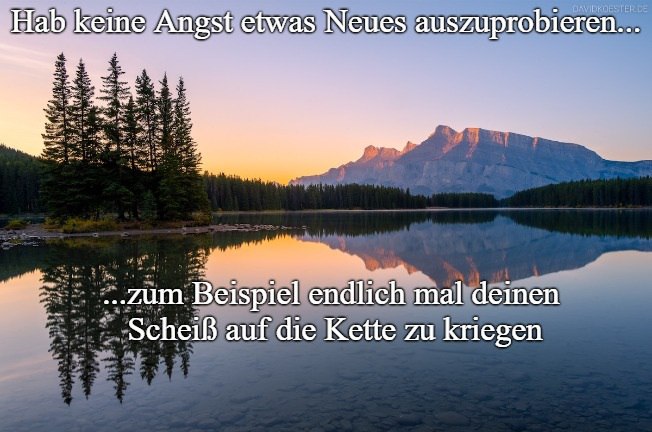 DAVIDKOESTER.DE
Hab keine Angst etwas Neues auszuprobieren...
...zum Beispiel endlich mal deinen
Scheiß auf die Kette zu kriegen